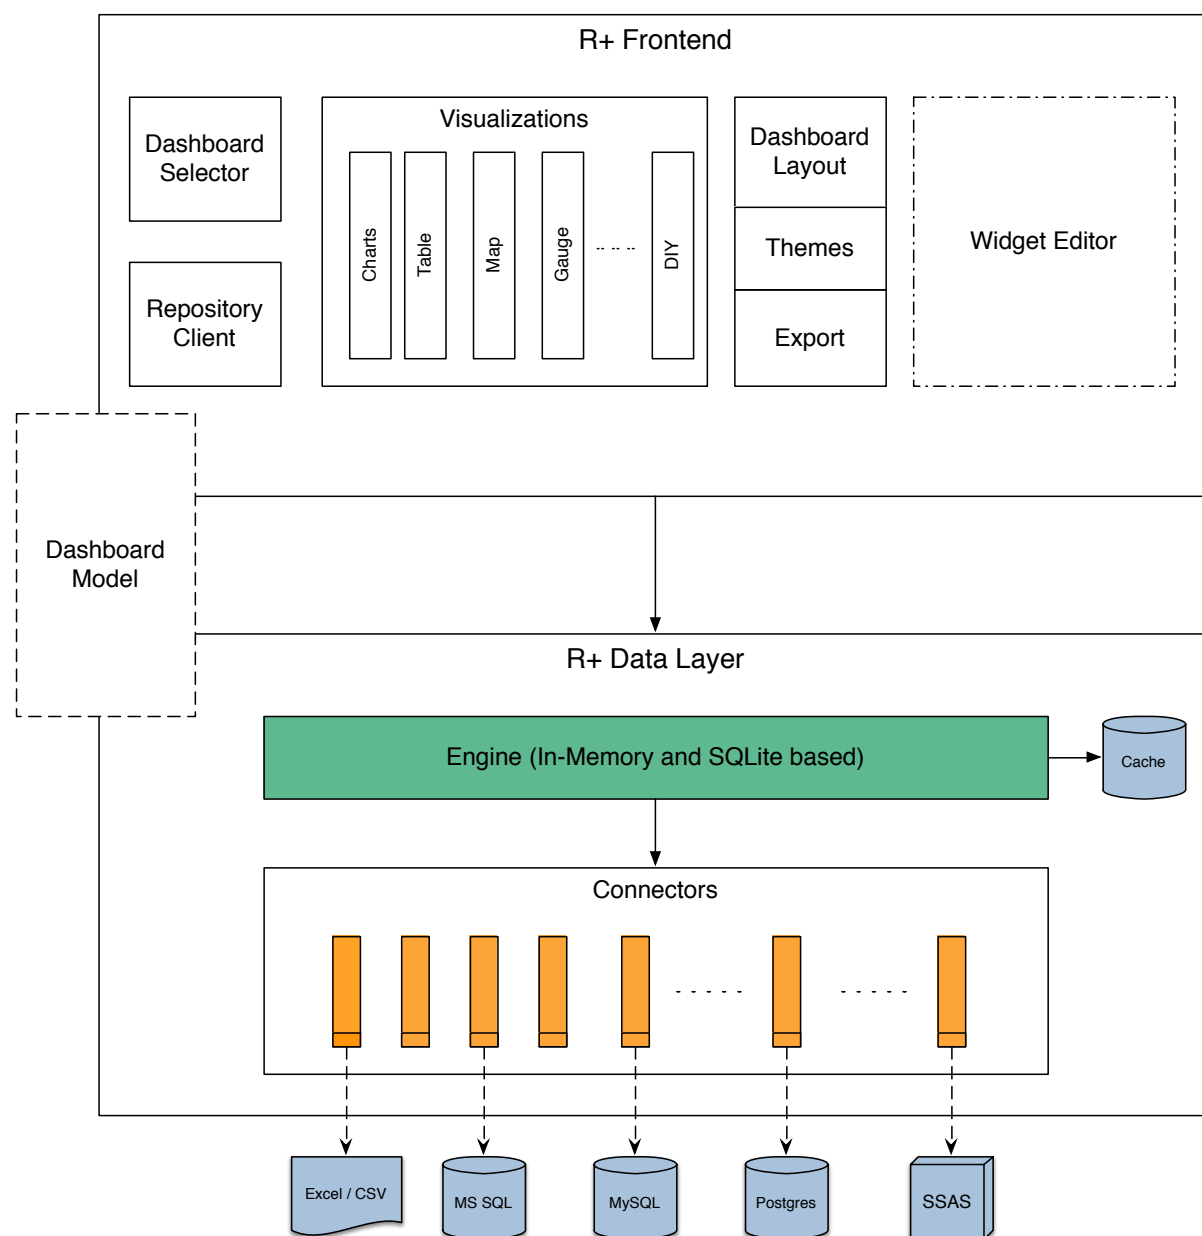 R+ Frontend
Dashboard
Selector
Repository
Client
Visualizations
Charts
Table
Map
Gauge
DIY
Dashboard
Layout
Themes
Export
Widget Editor
Dashboard
Model
R+ Data Layer
Engine (In-Memory and SQLite based)
Cache
Connectors
Excel / CSV
MS SQL
MySQL
Postgres
SSAS